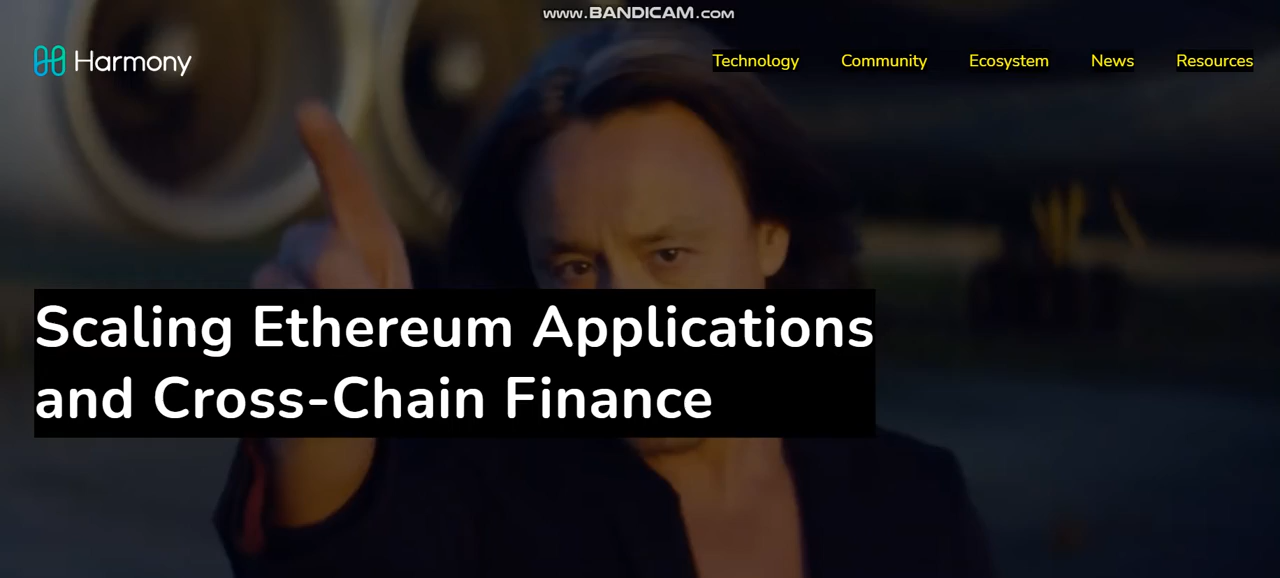 www.BANDICAM.com
Harmony
Technology Community Ecosystem News Resources
Scaling Ethereum Applications
and Cross-Chain Finance